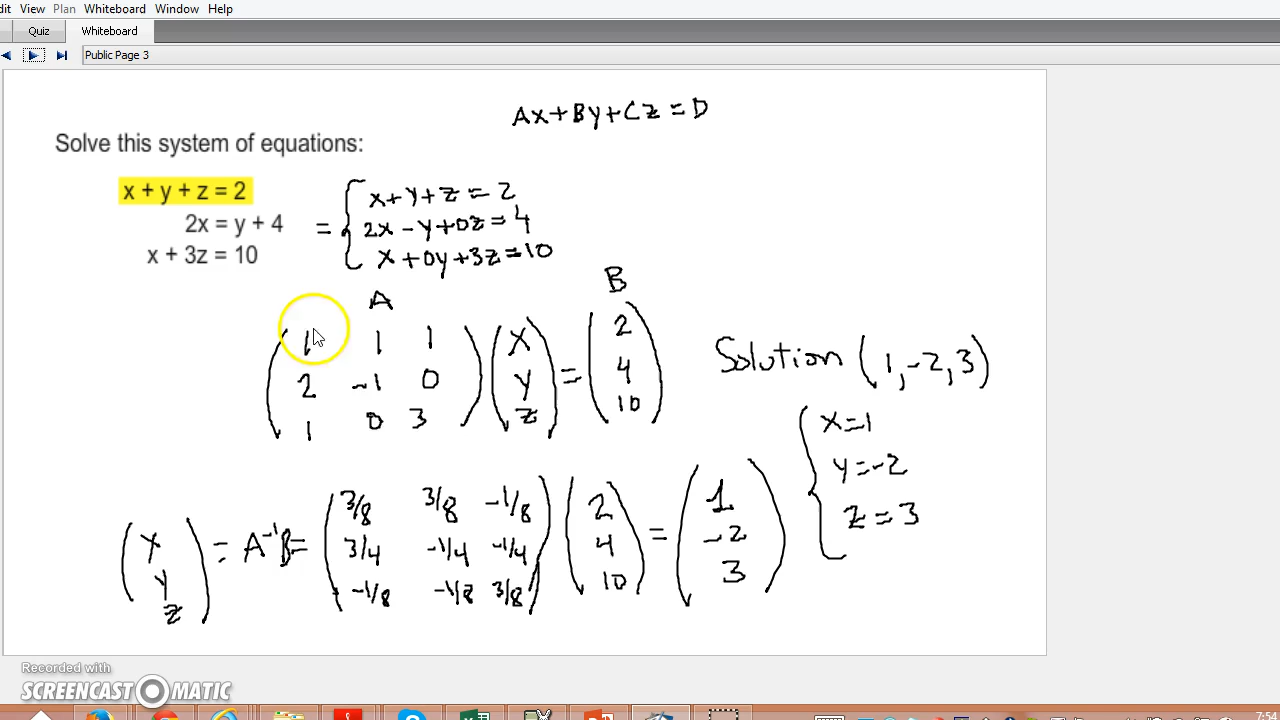 dit View Plan Whiteboard Window Help
Quiz Whiteboard
Public Page 3
Ax+By+Cz=D
Solve this system of equations:
x + y + z = 2
2x = y + 4
x + 3z = 10
= { x+y+z=2
2x-y+0z=4
x+0y+3z=10
A B
( 1 1 1 ) ( x ) = ( 2 )
2 -1 0 y 4
1 0 3 z 10
Solution (1,-2,3)
x=1
y=-2
z=3
( x ) = A⁻¹B = ( 3/8 3/8 -1/8 ) ( 2 ) = ( 1 )
y 3/4 -1/4 -1/4 4 -2
z -1/8 -1/8 3/8 10 3
Recorded with
SCREENCAST MATIC